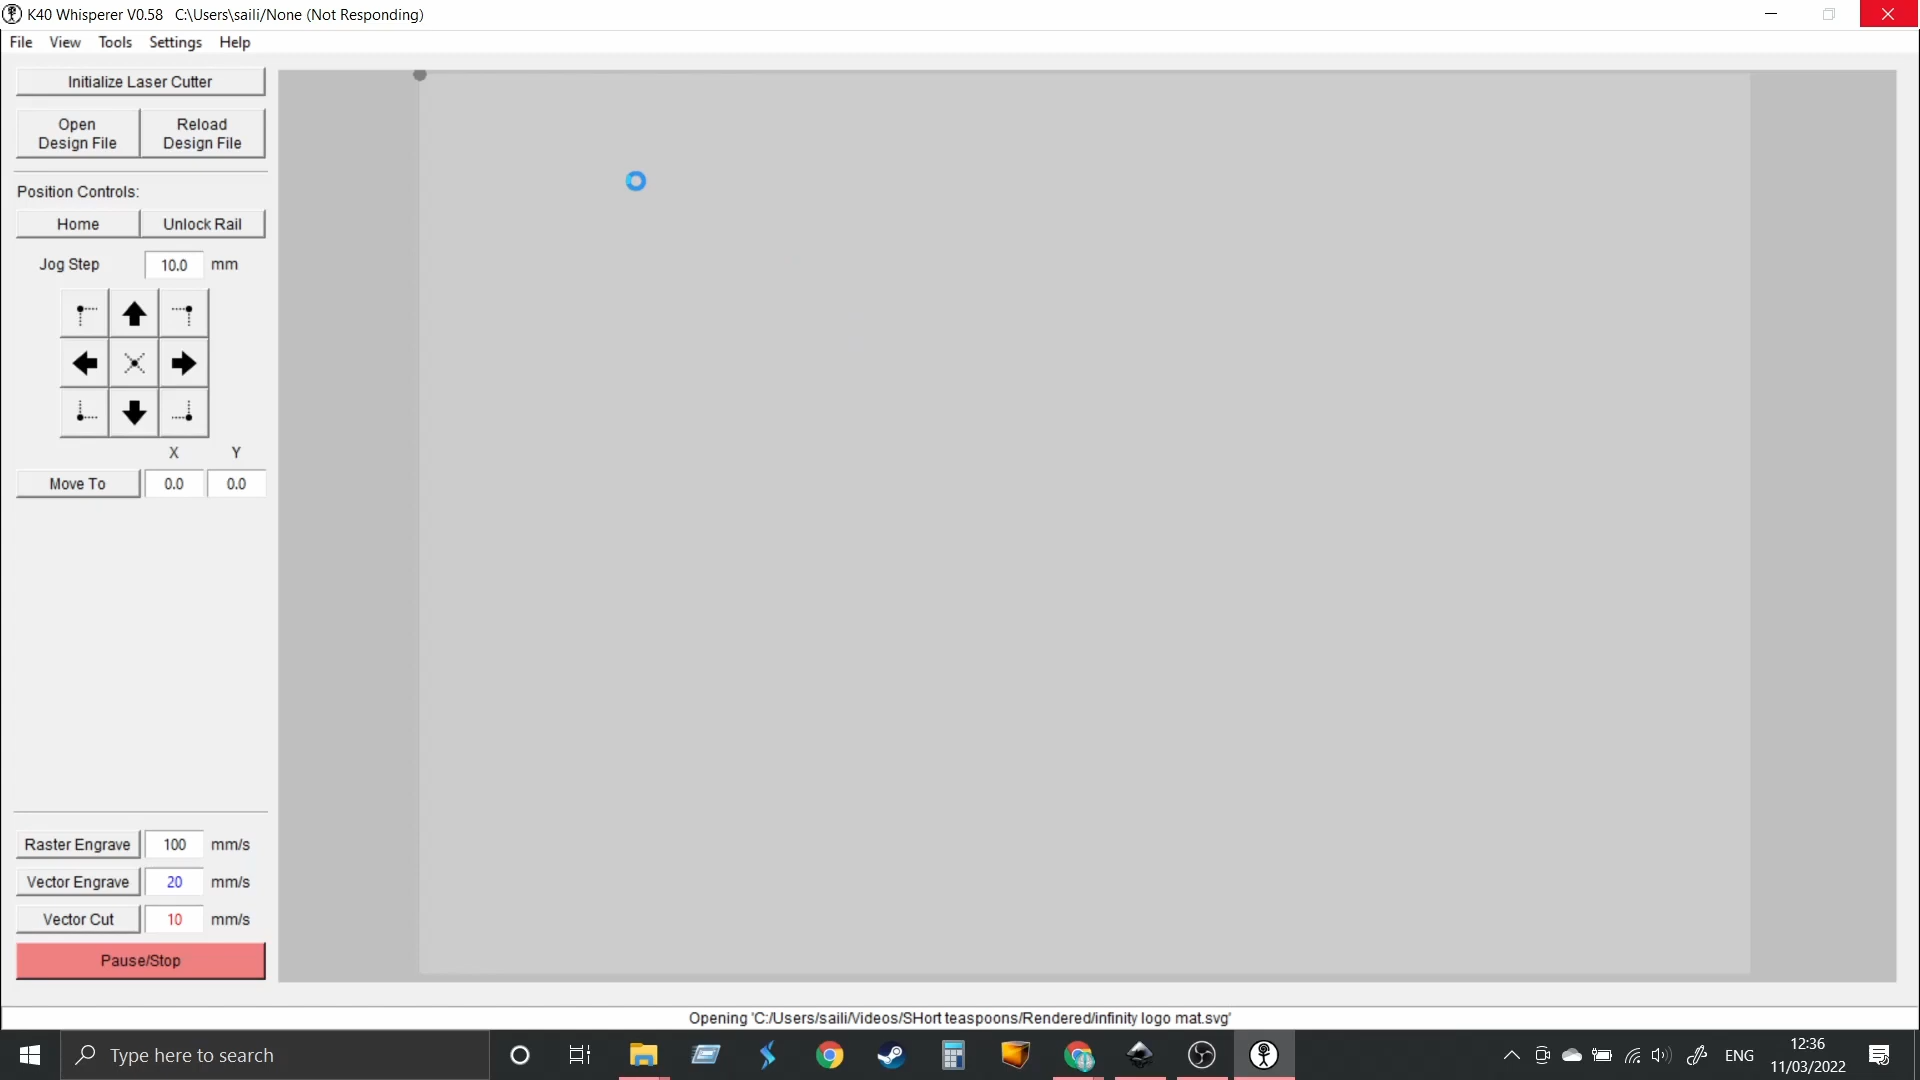 K40 Whisperer V0.58   C:\Users\saili/None (Not Responding)
File View Tools Settings Help
Initialize Laser Cutter
Open
Design File
Reload
Design File
Position Controls:
Home
Unlock Rail
Jog Step 10.0 mm
X Y
Move To 0.0 0.0
Raster Engrave 100 mm/s
Vector Engrave 20 mm/s
Vector Cut 10 mm/s
Pause/Stop
Opening 'C:/Users/saili/Videos/SHort teaspoons/Rendered/infinity logo mat.svg'
Type here to search
ENG
12:36
11/03/2022